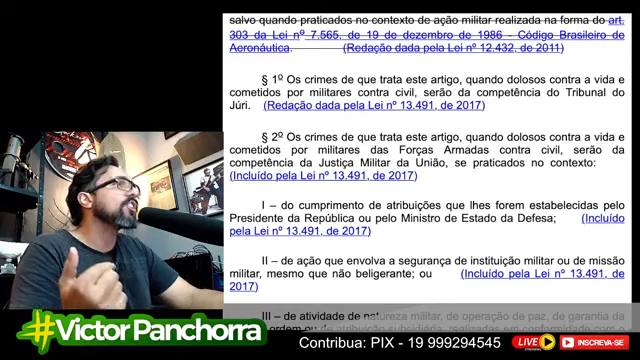 salvo quando praticados no contexto de ação militar realizada na forma do art.
303 da Lei nº 7.565, de 19 de dezembro de 1986 - Código Brasileiro de
Aeronáutica. (Redação dada pela Lei nº 12.432, de 2011)
§ 1º Os crimes de que trata este artigo, quando dolosos contra a vida e
cometidos por militares contra civil, serão da competência do Tribunal do
Júri. (Redação dada pela Lei nº 13.491, de 2017)
§ 2º Os crimes de que trata este artigo, quando dolosos contra a vida e
cometidos por militares das Forças Armadas contra civil, serão da
competência da Justiça Militar da União, se praticados no contexto:
(Incluído pela Lei nº 13.491, de 2017)
I – do cumprimento de atribuições que lhes forem estabelecidas pelo
Presidente da República ou pelo Ministro de Estado da Defesa; (Incluído
pela Lei nº 13.491, de 2017)
II – de ação que envolva a segurança de instituição militar ou de missão
militar, mesmo que não beligerante; ou (Incluído pela Lei nº 13.491, de
2017)
III – de atividade de natureza militar, de operação de paz, de garantia da
ordem ou de atribuição subsidiária, realizadas em conformidade com o
#VictorPanchorra
Contribua: PIX - 19 999294545
LIVE
INSCREVA-SE